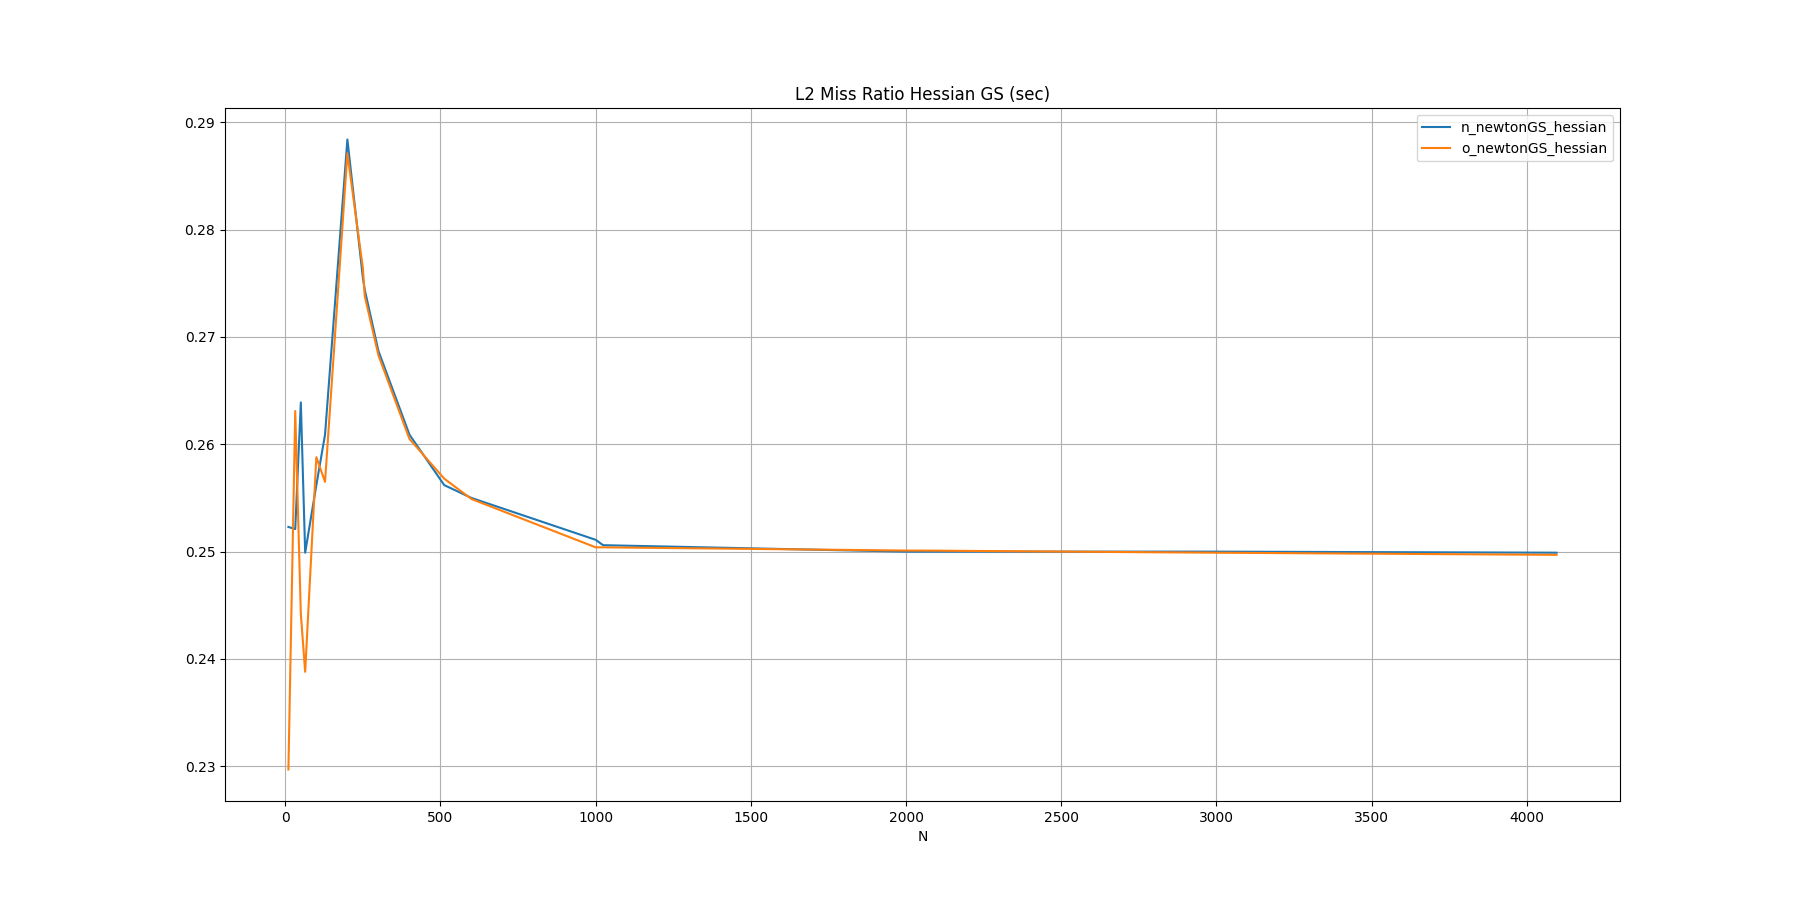 L2 Miss Ratio Hessian GS (sec)
n_newtonGS_hessian
o_newtonGS_hessian
0.29
0.28
0.27
0.26
0.25
0.24
0.23
0 500 1000 1500 2000 2500 3000 3500 4000
N